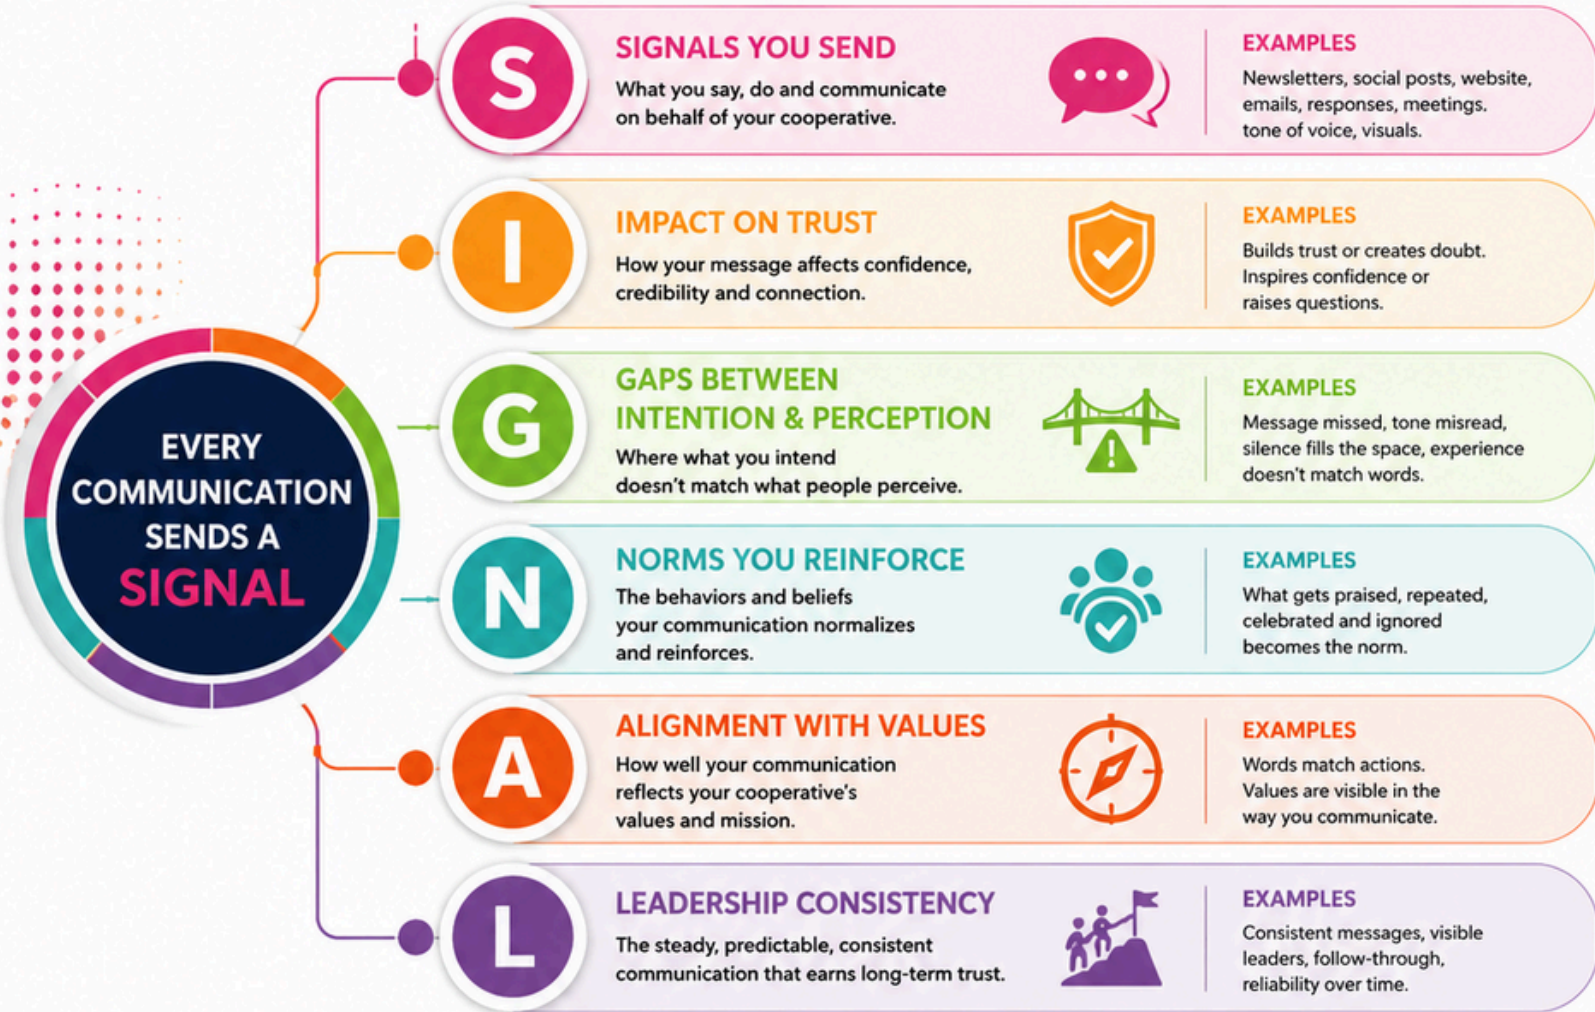 EVERY
COMMUNICATION
SENDS A
SIGNAL
S
SIGNALS YOU SEND
What you say, do and communicate
on behalf of your cooperative.
EXAMPLES
Newsletters, social posts, website,
emails, responses, meetings.
tone of voice, visuals.
I
IMPACT ON TRUST
How your message affects confidence,
credibility and connection.
EXAMPLES
Builds trust or creates doubt.
Inspires confidence or
raises questions.
G
GAPS BETWEEN
INTENTION & PERCEPTION
Where what you intend
doesn't match what people perceive.
EXAMPLES
Message missed, tone misread,
silence fills the space, experience
doesn't match words.
N
NORMS YOU REINFORCE
The behaviors and beliefs
your communication normalizes
and reinforces.
EXAMPLES
What gets praised, repeated,
celebrated and ignored
becomes the norm.
A
ALIGNMENT WITH VALUES
How well your communication
reflects your cooperative's
values and mission.
EXAMPLES
Words match actions.
Values are visible in the
way you communicate.
L
LEADERSHIP CONSISTENCY
The steady, predictable, consistent
communication that earns long-term trust.
EXAMPLES
Consistent messages, visible
leaders, follow-through,
reliability over time.